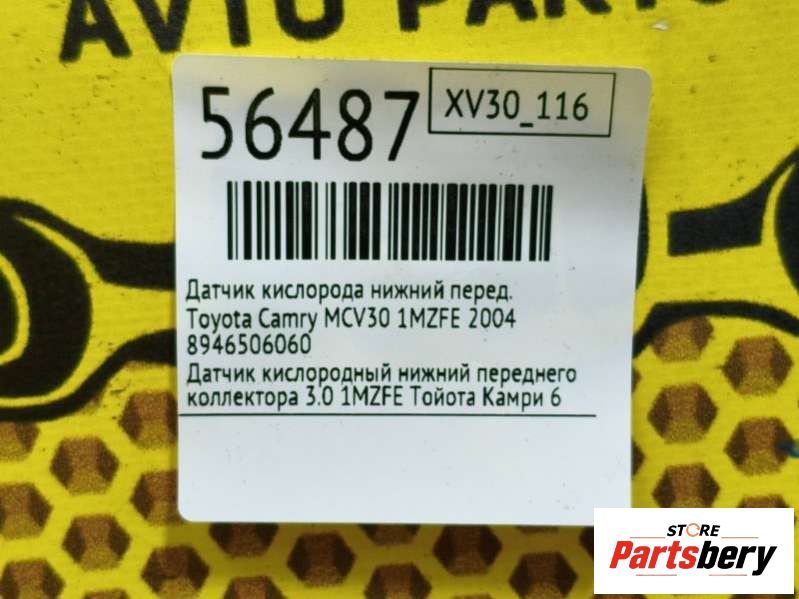 AVTO PARTS
56487
XV30_116
Датчик кислорода нижний перед.
Toyota Camry MCV30 1MZFE 2004
8946506060
Датчик кислородный нижний переднего
коллектора 3.0 1MZFE Тойота Камри 6
STORE
Partsbery